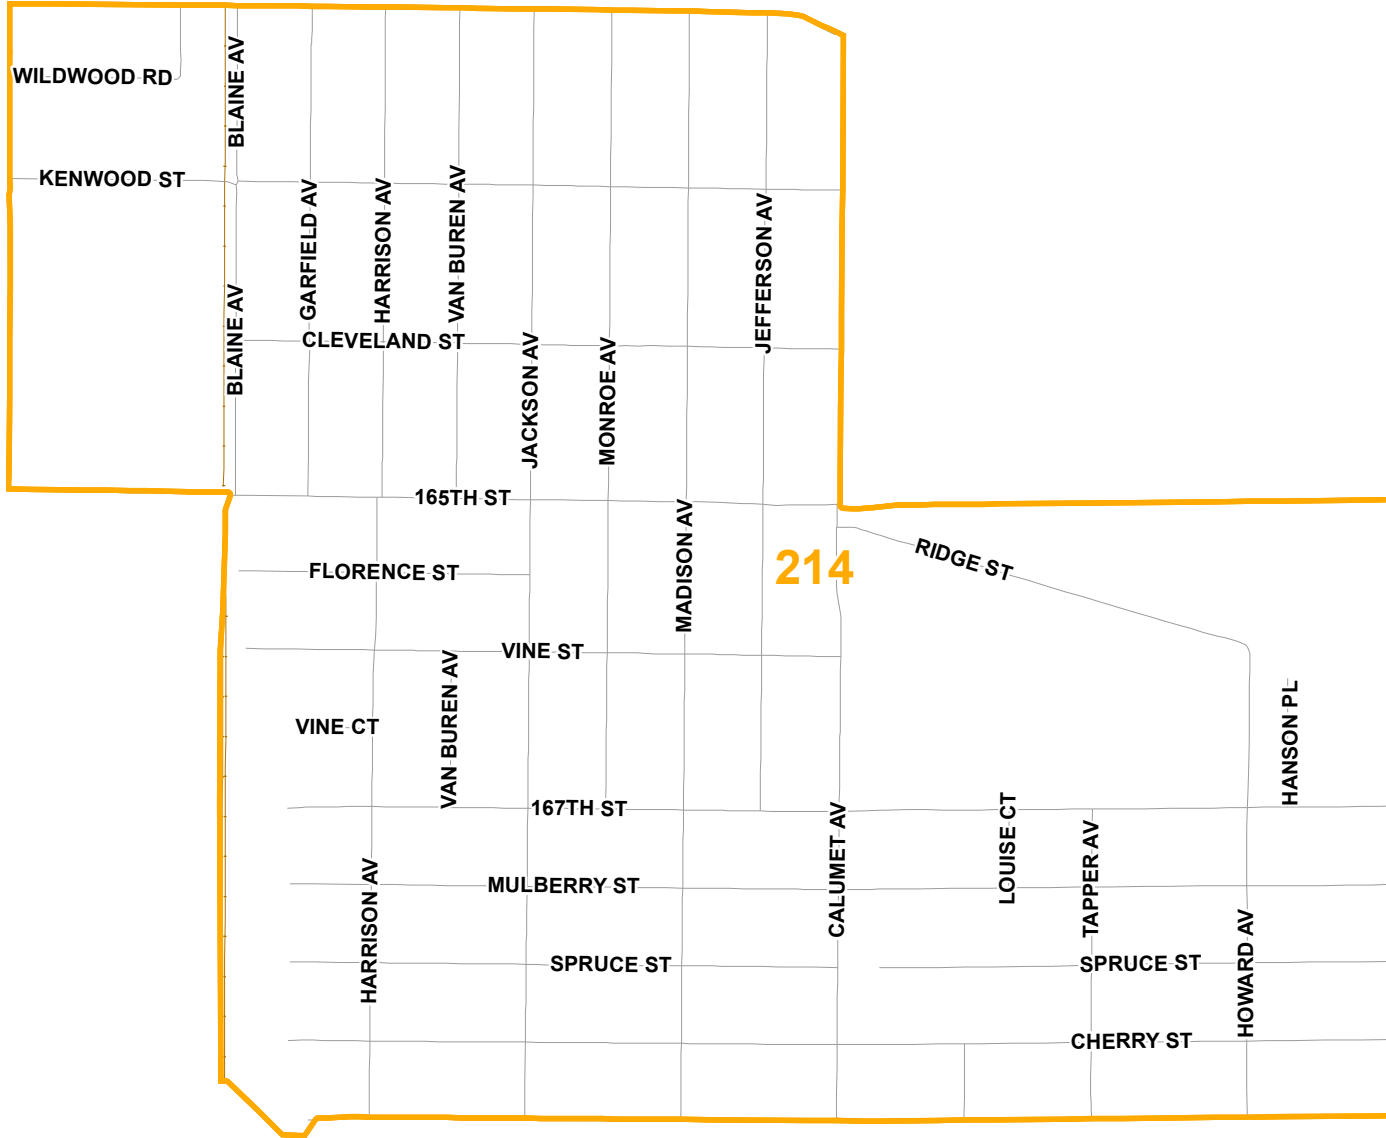 WILDWOOD RD
BLAINE AV
KENWOOD ST
GARFIELD AV
HARRISON AV
VAN BUREN AV
JEFFERSON AV
BLAINE AV
CLEVELAND ST
JACKSON AV
MONROE AV
165TH ST
MADISON AV
214
RIDGE ST
FLORENCE ST
VINE ST
VAN BUREN AV
VINE CT
HANSON PL
167TH ST
LOUISE CT
CALUMET AV
TAPPER AV
HARRISON AV
MULBERRY ST
HOWARD AV
SPRUCE ST
SPRUCE ST
CHERRY ST